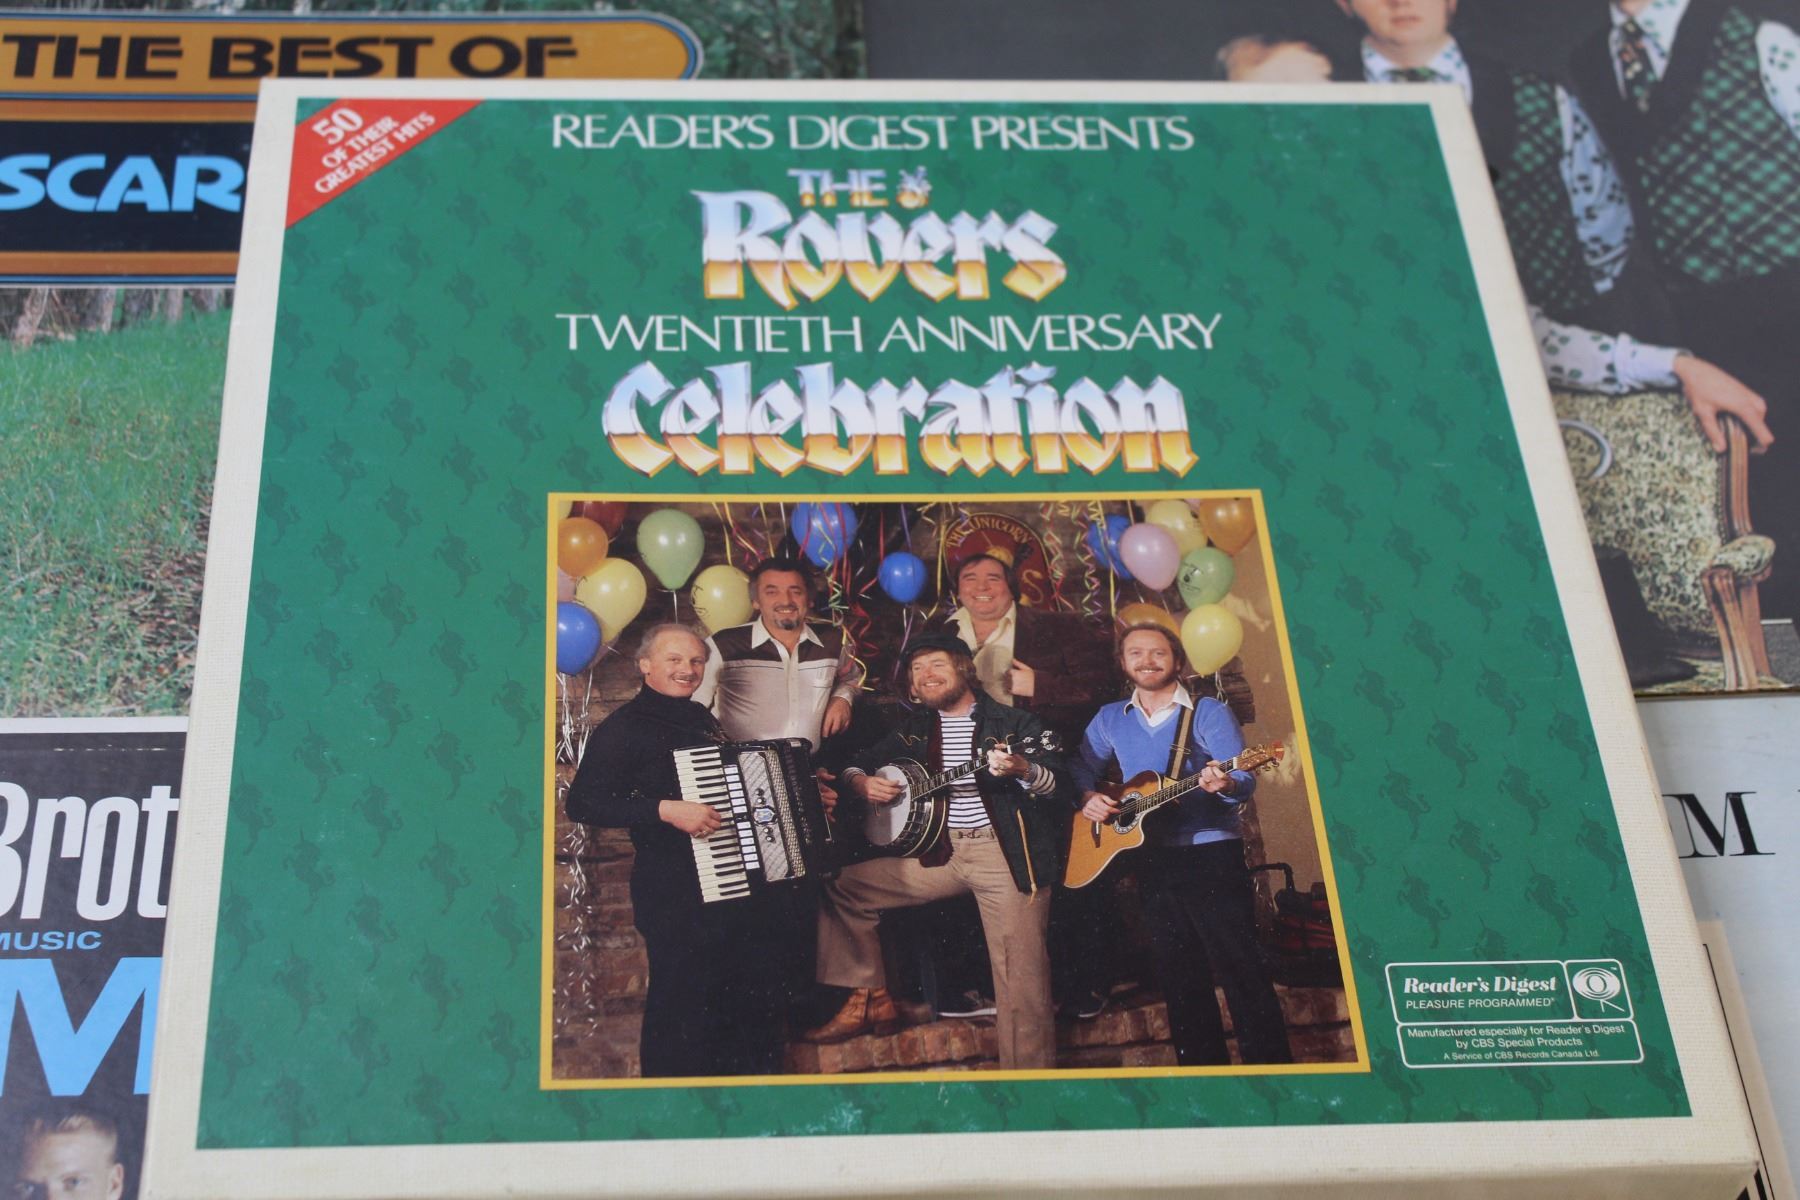 THE BEST OF
SCAR
50
OF THEIR
GREATEST HITS
READER'S DIGEST PRESENTS
THE
Rovers
TWENTIETH ANNIVERSARY
Celebration
THE UNICORN
Reader's Digest
PLEASURE PROGRAMMED®
Manufactured especially for Reader's Digest
by CBS Special Products
A Service of CBS Records Canada Ltd.
Brot
MUSIC
M
M